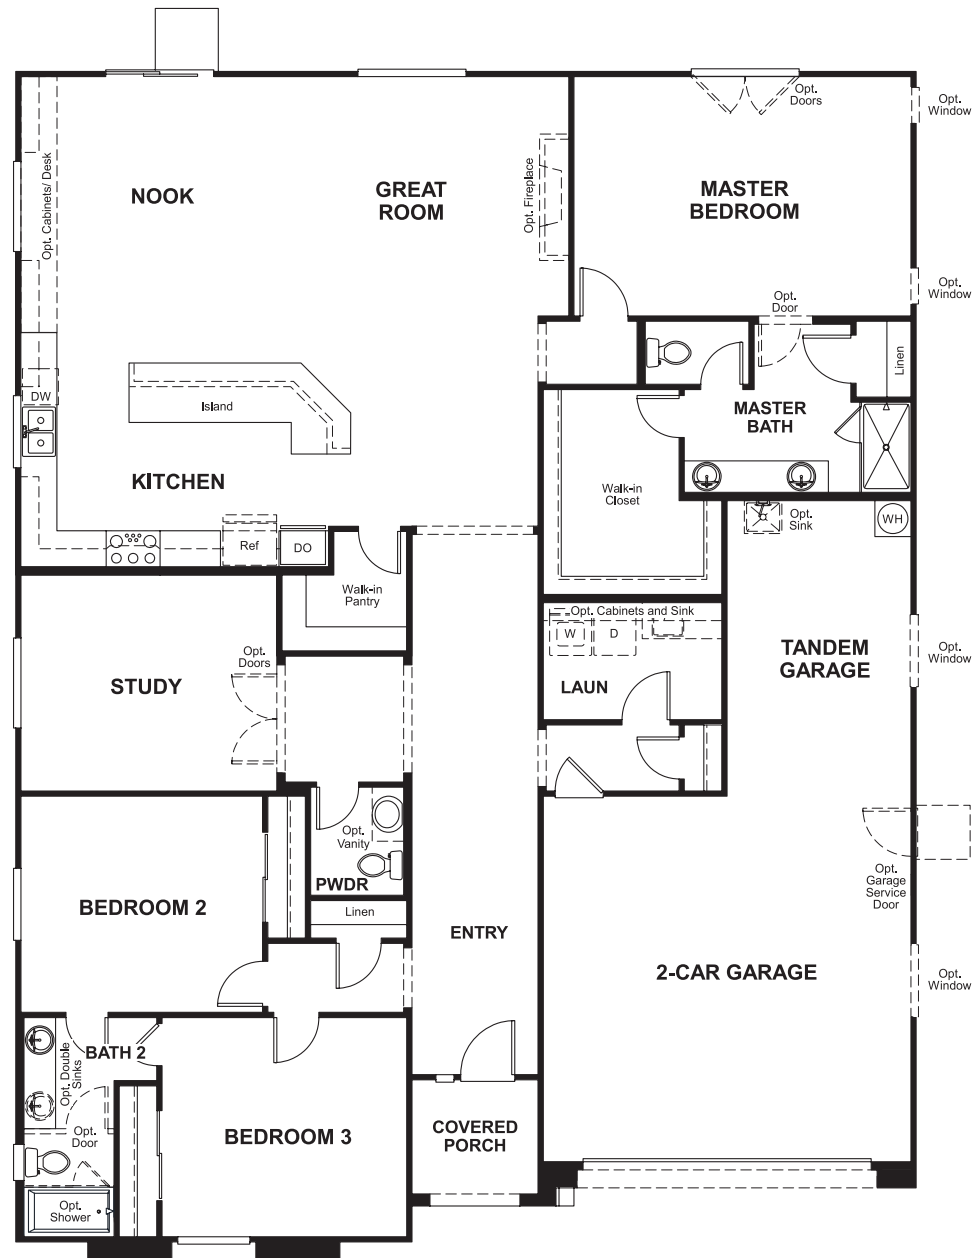 Opt.
Doors
Opt.
Window
Opt. Cabinets/ Desk
NOOK
GREAT
ROOM
Opt. Fireplace
MASTER
BEDROOM
Opt.
Window
Opt.
Door
Linen
DW
Island
MASTER
BATH
KITCHEN
Walk-in
Closet
Opt.
Sink
WH
Ref
DO
Walk-in
Pantry
Opt. Cabinets and Sink
W
D
TANDEM
GARAGE
Opt.
Window
Opt.
Doors
STUDY
LAUN
Opt.
Vanity
PWDR
Opt.
Garage
Service
Door
BEDROOM 2
Linen
ENTRY
2-CAR GARAGE
Opt.
Window
BATH 2
Opt. Double
Sinks
Opt.
Door
BEDROOM 3
COVERED
PORCH
Opt.
Shower